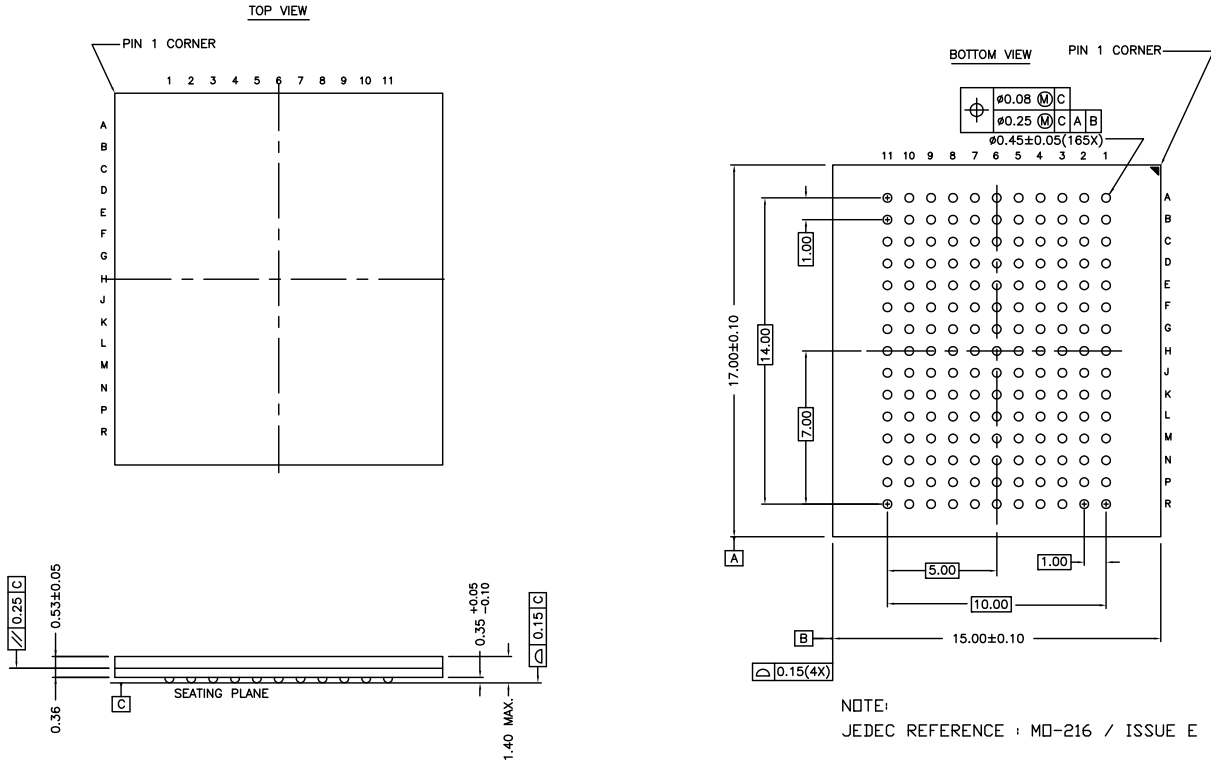 TOP VIEW
PIN 1 CORNER
1 2 3 4 5 6 7 8 9 10 11
A
B
C
D
E
F
G
H
J
K
L
M
N
P
R
BOTTOM VIEW
PIN 1 CORNER
ø0.08 Ⓜ C
ø0.25 Ⓜ C A B
ø0.45±0.05(165X)
11 10 9 8 7 6 5 4 3 2 1
A
B
C
D
E
F
G
H
J
K
L
M
N
P
R
1.00
14.00
17.00±0.10
7.00
A
5.00
1.00
10.00
B
15.00±0.10
0.15(4X)
// 0.25 C
0.53±0.05
0.36
C
SEATING PLANE
0.35 +0.05 -0.10
1.40 MAX.
0.15 C
NOTE:
JEDEC REFERENCE : MO-216 / ISSUE E